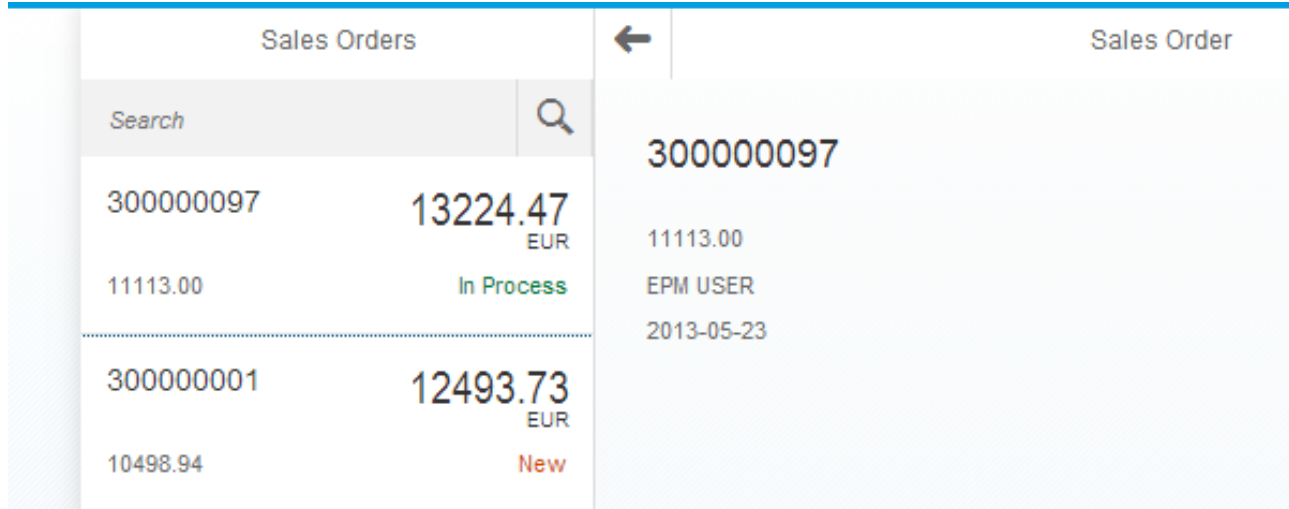 Sales Orders
Search
300000097 13224.47
EUR
11113.00 In Process
300000001 12493.73
EUR
10498.94 New
Sales Order
300000097
11113.00
EPM USER
2013-05-23